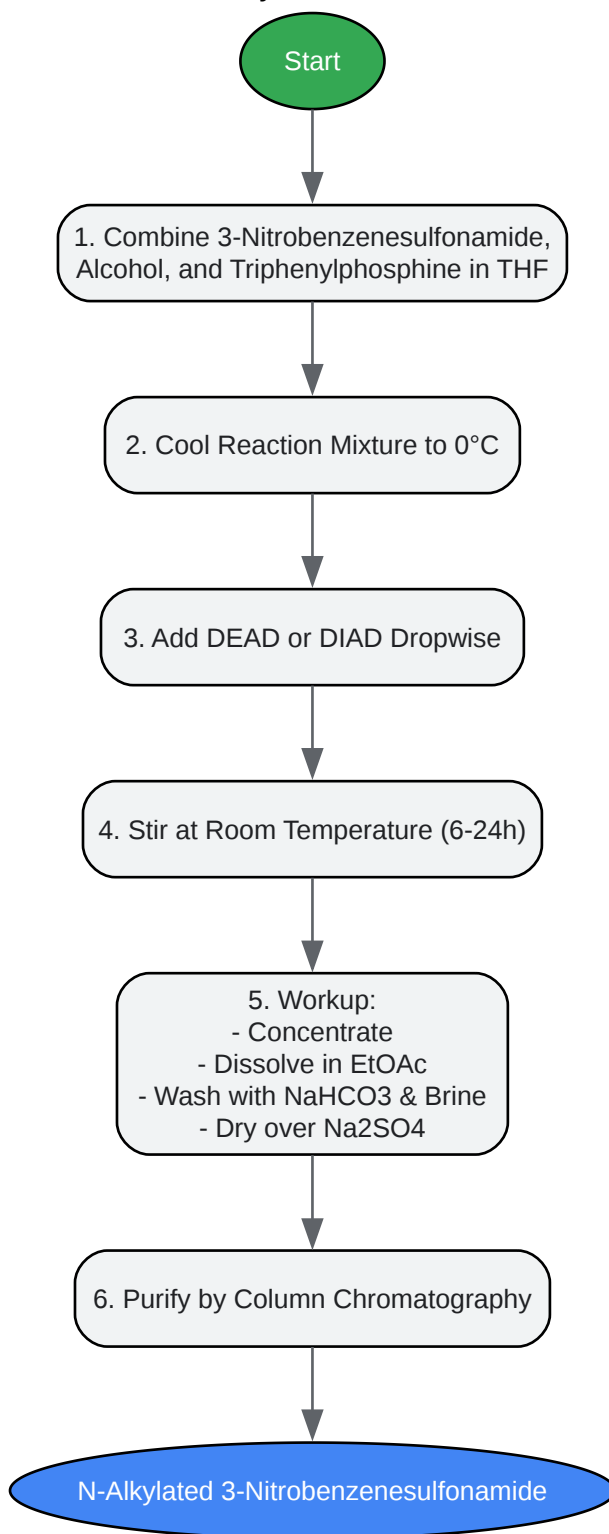 Start
1. Combine 3-Nitrobenzenesulfonamide,
Alcohol, and Triphenylphosphine in THF
2. Cool Reaction Mixture to 0°C
3. Add DEAD or DIAD Dropwise
4. Stir at Room Temperature (6-24h)
5. Workup:
- Concentrate
- Dissolve in EtOAc
- Wash with NaHCO3 & Brine
- Dry over Na2SO4
6. Purify by Column Chromatography
N-Alkylated 3-Nitrobenzenesulfonamide